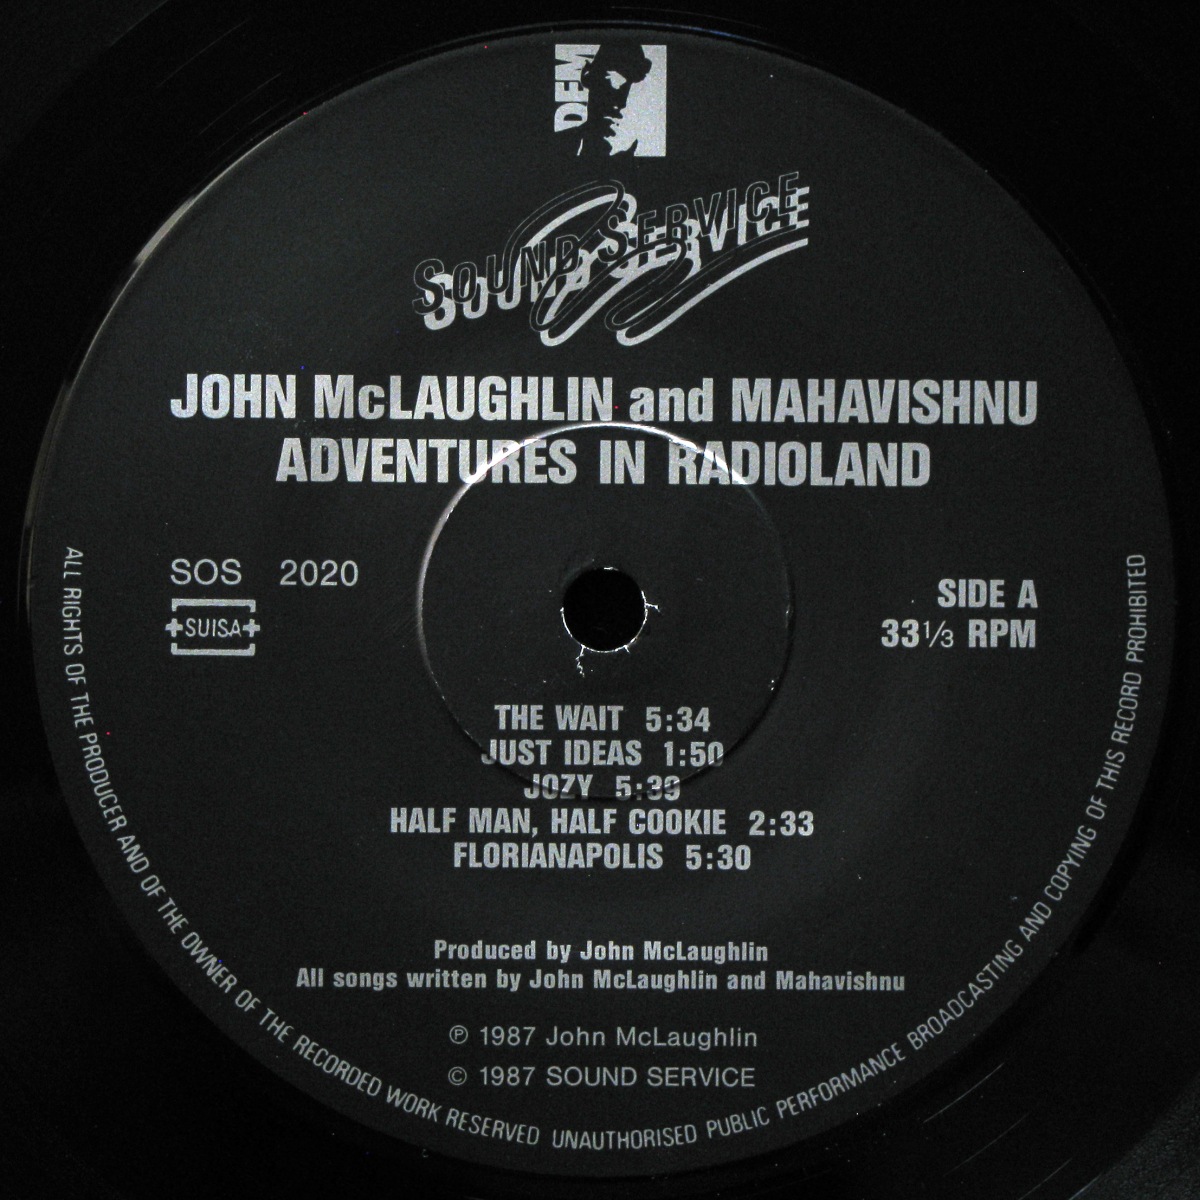 DFM
SOUND SERVICE
JOHN McLAUGHLIN and MAHAVISHNU
ADVENTURES IN RADIOLAND
SOS 2020
SUISA
SIDE A
33 1/3 RPM
THE WAIT 5:34
JUST IDEAS 1:50
JOZY 5:39
HALF MAN, HALF COOKIE 2:33
FLORIANAPOLIS 5:30
Produced by John McLaughlin
All songs written by John McLaughlin and Mahavishnu
℗ 1987 John McLaughlin
© 1987 SOUND SERVICE
ALL RIGHTS OF THE PRODUCER AND OF THE OWNER OF THE RECORDED WORK RESERVED UNAUTHORISED PUBLIC PERFORMANCE BROADCASTING AND COPYING OF THIS RECORD PROHIBITED